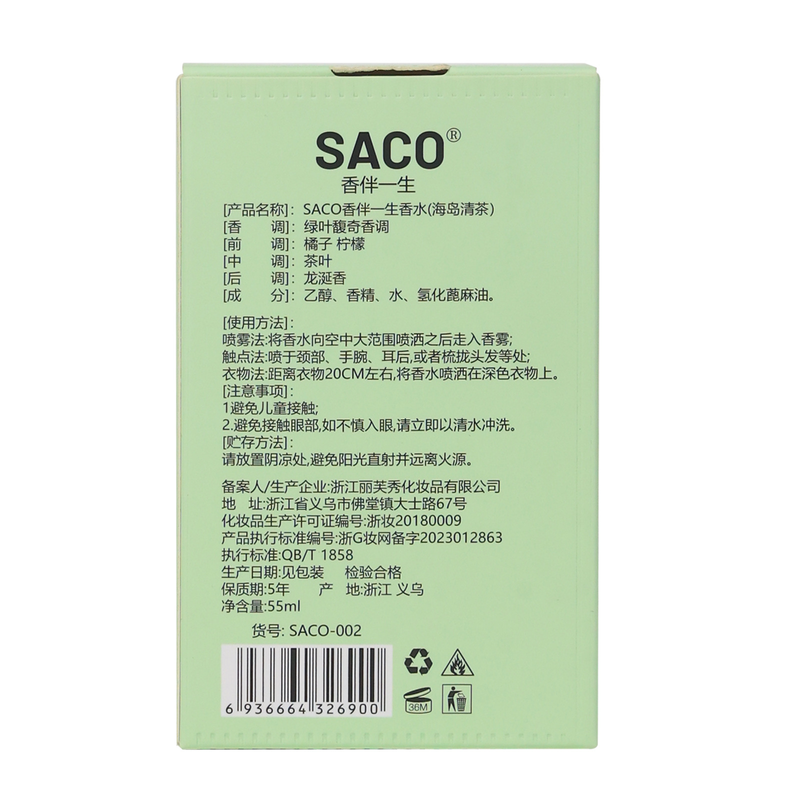 SACO®
香伴一生
[产品名称]：SACO香伴一生香水(海岛清茶)
[香 调]：绿叶馥奇香调
[前 调]：橘子 柠檬
[中 调]：茶叶
[后 调]：龙涎香
[成 分]：乙醇、香精、水、氢化蓖麻油。
[使用方法]：
喷雾法:将香水向空中大范围喷洒之后走入香雾;
触点法:喷于颈部、手腕、耳后,或者梳拢头发等处;
衣物法:距离衣物20CM左右,将香水喷洒在深色衣物上。
[注意事项]：
1避免儿童接触;
2.避免接触眼部,如不慎入眼,请立即以清水冲洗。
[贮存方法]：
请放置阴凉处,避免阳光直射并远离火源。
备案人/生产企业:浙江丽芙秀化妆品有限公司
地 址:浙江省义乌市佛堂镇大士路67号
化妆品生产许可证编号:浙妆20180009
产品执行标准编号:浙G妆网备字2023012863
执行标准:QB/T 1858
生产日期:见包装 检验合格
保质期:5年 产 地:浙江 义乌
净含量:55ml
货号: SACO-002
6 936664 326900
36M